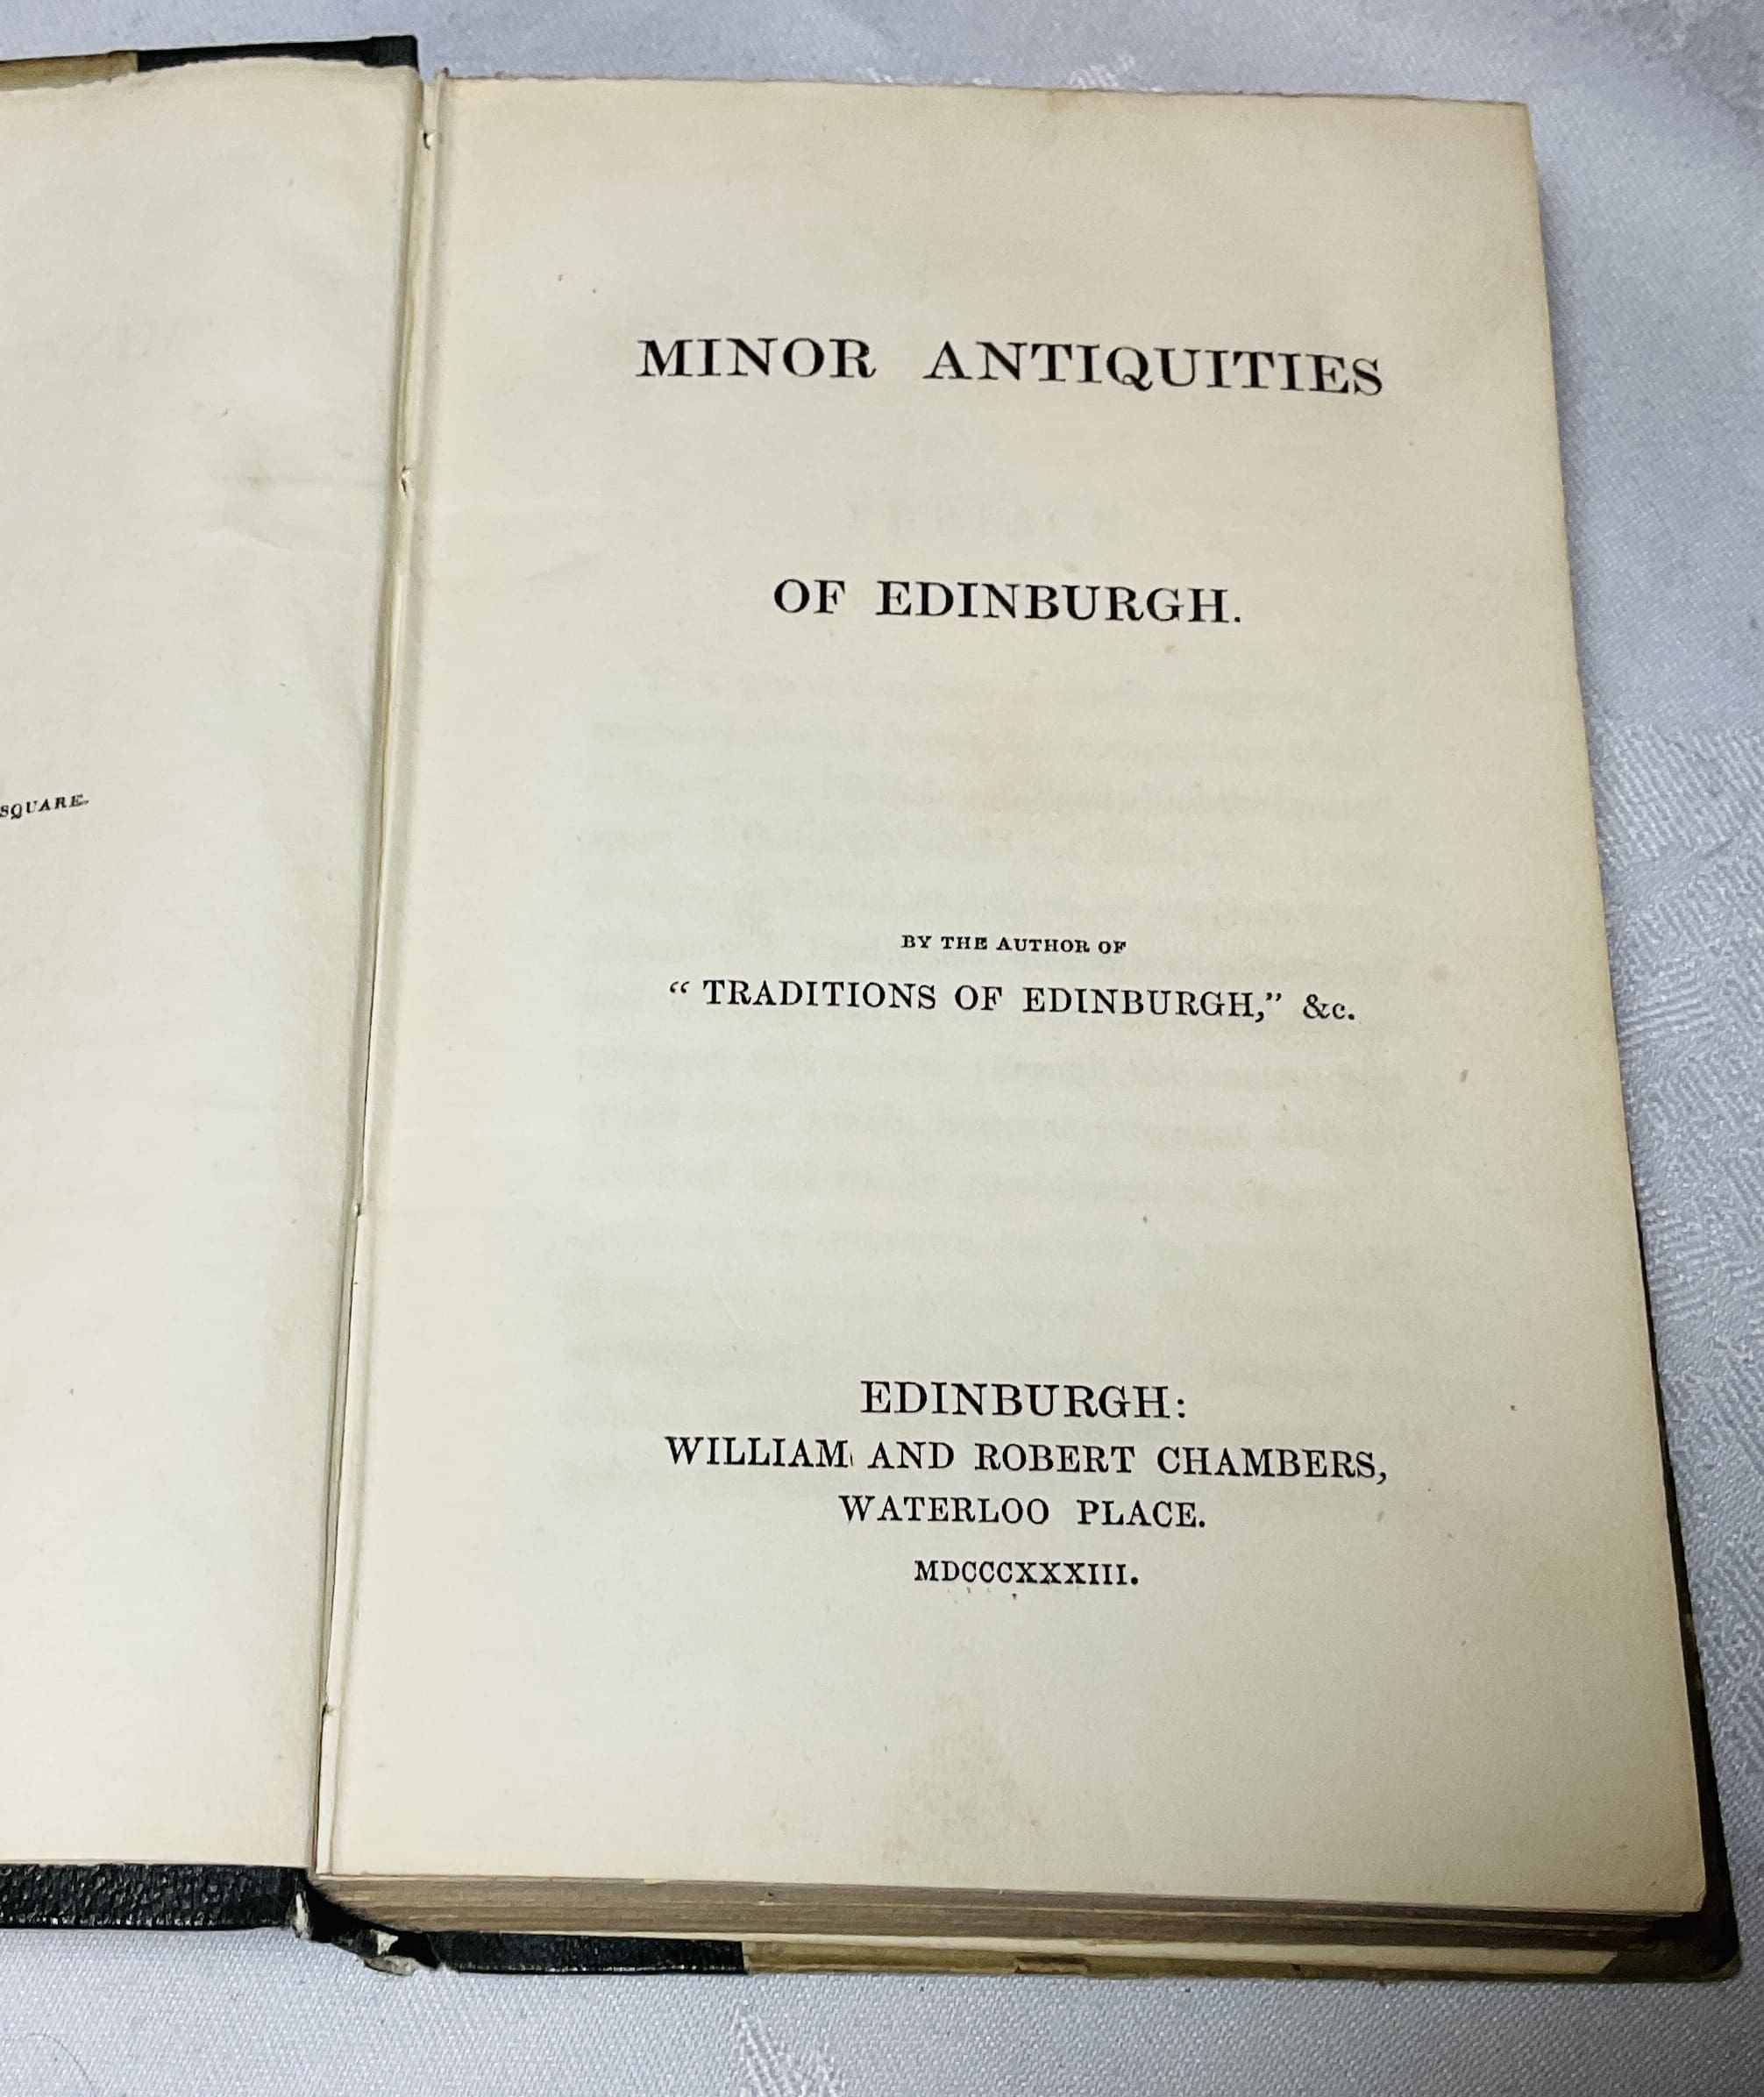 SQUARE.
MINOR ANTIQUITIES
OF EDINBURGH.
BY THE AUTHOR OF
“ TRADITIONS OF EDINBURGH,” &c.
EDINBURGH:
WILLIAM AND ROBERT CHAMBERS,
WATERLOO PLACE.
MDCCCXXXIII.